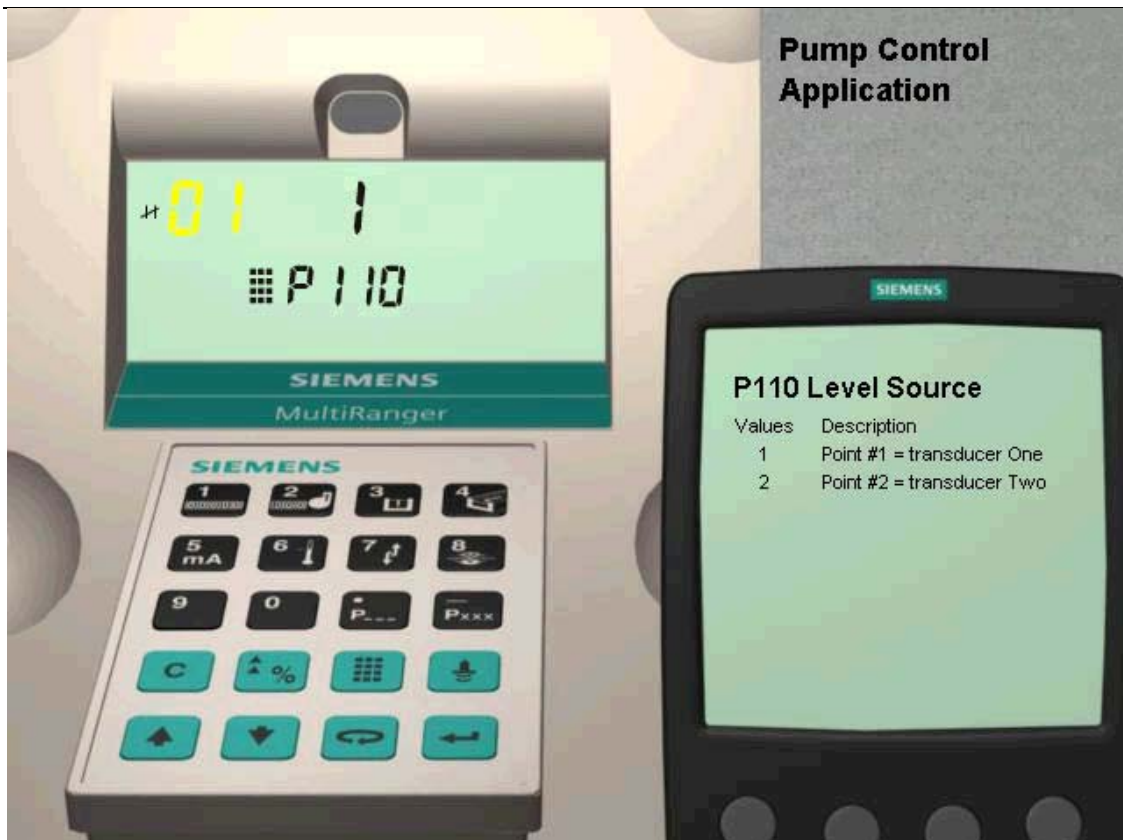 Pump Control
Application
01 1
P110
SIEMENS
MultiRanger
SIEMENS
1 2 3 4
5 mA 6 7 8
9 0 P___ Pxxx
C %
SIEMENS
P110 Level Source
Values Description
1 Point #1 = transducer One
2 Point #2 = transducer Two